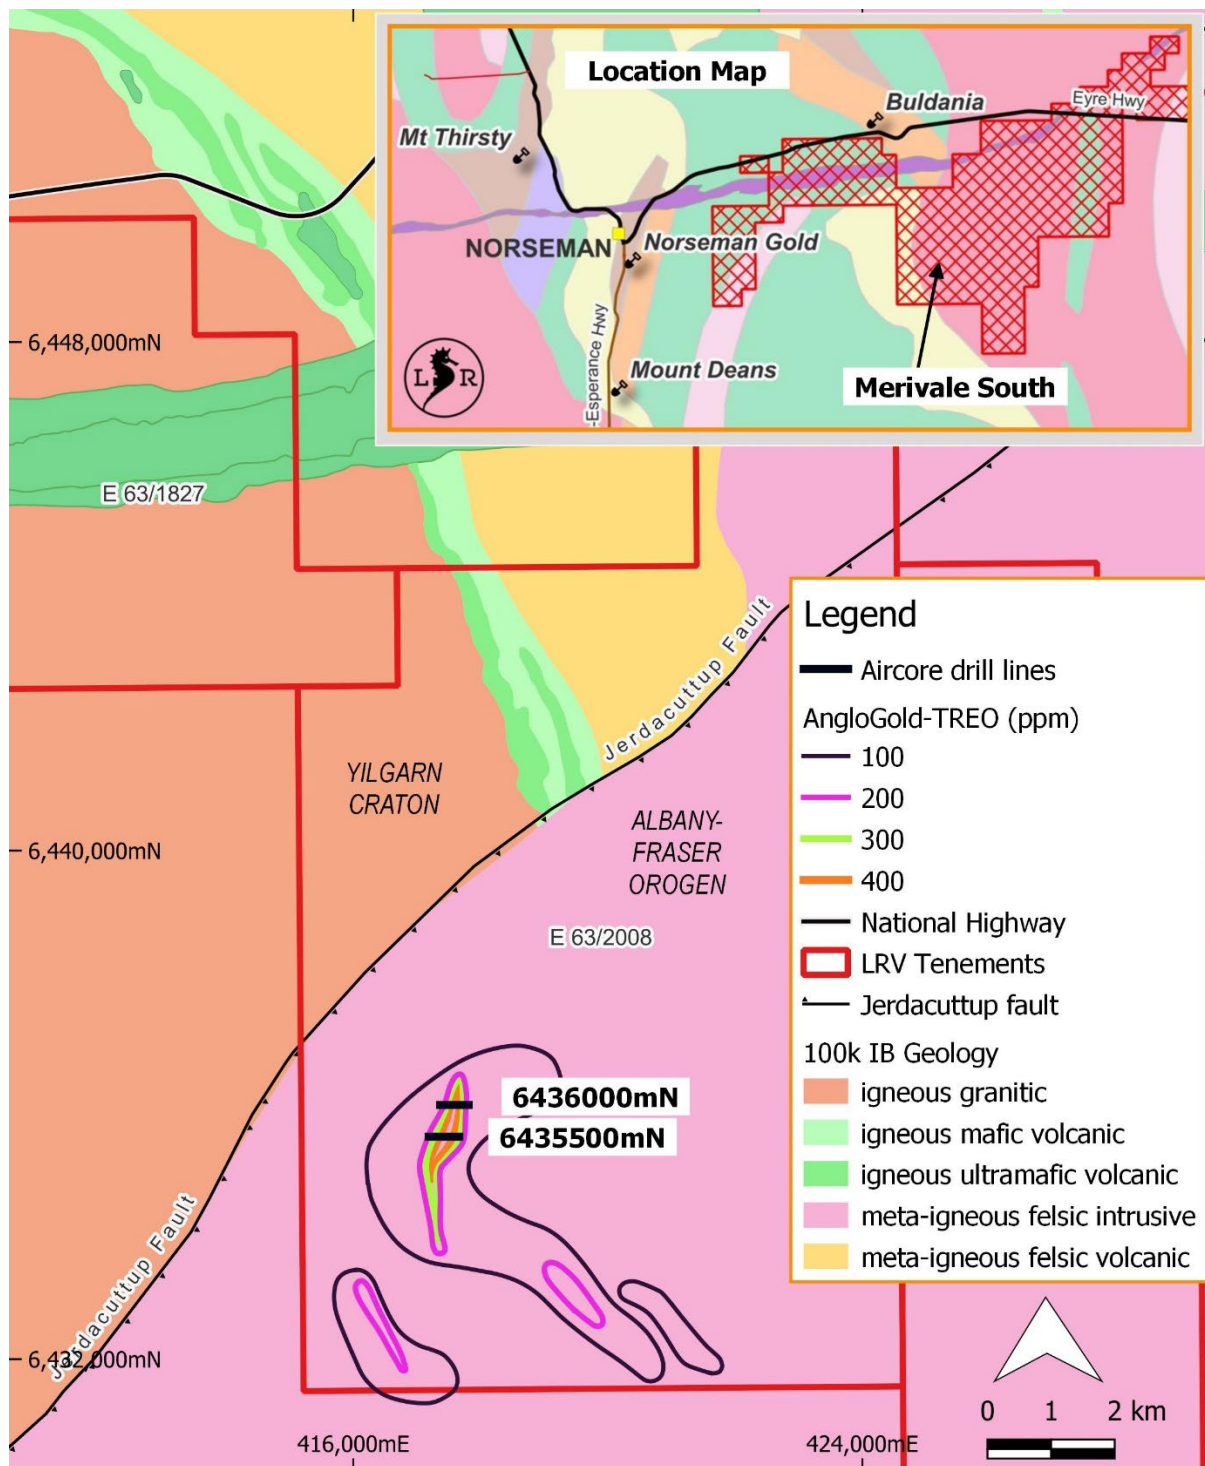 Location Map
Buldania
Eyre Hwy
Mt Thirsty
NORSEMAN
Norseman Gold
-Esperance Hwy
Mount Deans
Merivale South
L R
6,448,000mN
E 63/1827
Jerdacuttup Fault
YILGARN
CRATON
ALBANY-
FRASER
OROGEN
6,440,000mN
E 63/2008
6436000mN
6435500mN
Jerdacuttup Fault
6,432,000mN
416,000mE
424,000mE
Legend
Aircore drill lines
AngloGold-TREO (ppm)
100
200
300
400
National Highway
LRV Tenements
Jerdacuttup fault
100k IB Geology
igneous granitic
igneous mafic volcanic
igneous ultramafic volcanic
meta-igneous felsic intrusive
meta-igneous felsic volcanic
0 1 2 km